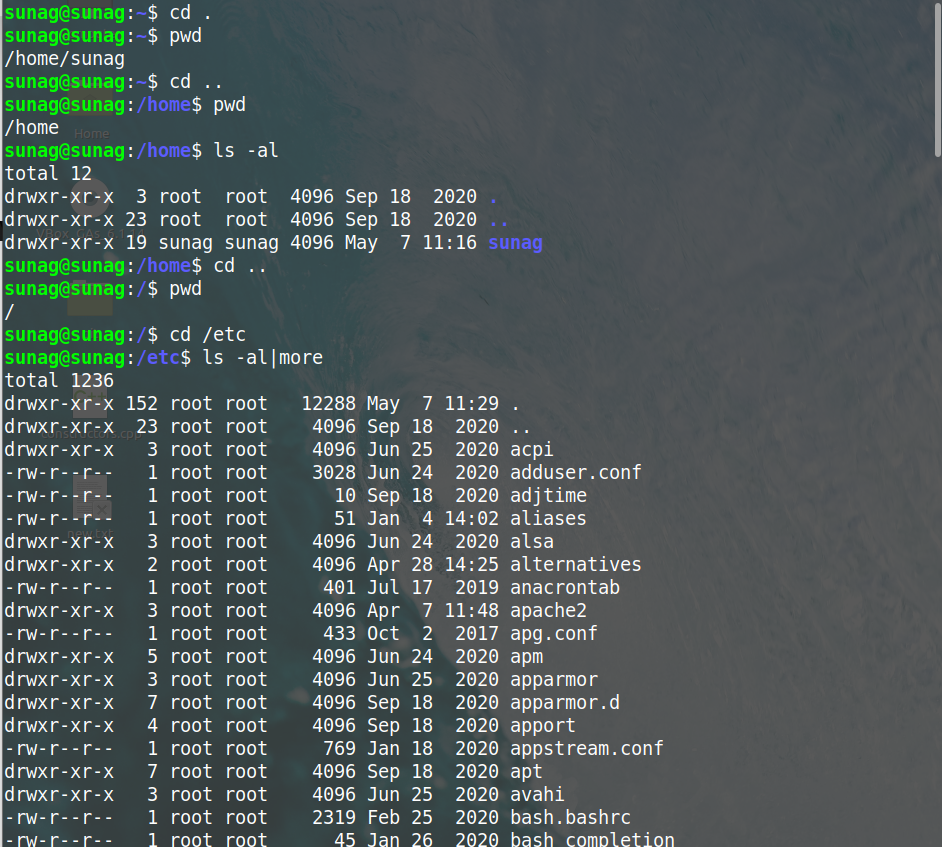 sunag@sunag:~$ cd .
sunag@sunag:~$ pwd
/home/sunag
sunag@sunag:~$ cd ..
sunag@sunag:/home$ pwd
/home
Home
sunag@sunag:/home$ ls -al
total 12
drwxr-xr-x  3 root  root  4096 Sep 18  2020 .
drwxr-xr-x 23 root  root  4096 Sep 18  2020 ..
drwxr-xr-x 19 sunag sunag 4096 May  7 11:16 sunag
sunag@sunag:/home$ cd ..
sunag@sunag:/$ pwd
/
sunag@sunag:/$ cd /etc
sunag@sunag:/etc$ ls -al|more
total 1236
drwxr-xr-x 152 root root   12288 May  7 11:29 .
drwxr-xr-x  23 root root    4096 Sep 18  2020 ..
constructors.cpp
drwxr-xr-x   3 root root    4096 Jun 25  2020 acpi
-rw-r--r--   1 root root    3028 Jun 24  2020 adduser.conf
-rw-r--r--   1 root root      10 Sep 18  2020 adjtime
-rw-r--r--   1 root root      51 Jan  4 14:02 aliases
drwxr-xr-x   3 root root    4096 Jun 24  2020 alsa
drwxr-xr-x   2 root root    4096 Apr 28 14:25 alternatives
-rw-r--r--   1 root root     401 Jul 17  2019 anacrontab
drwxr-xr-x   3 root root    4096 Apr  7 11:48 apache2
-rw-r--r--   1 root root     433 Oct  2  2017 apg.conf
drwxr-xr-x   5 root root    4096 Jun 24  2020 apm
drwxr-xr-x   3 root root    4096 Jun 25  2020 apparmor
drwxr-xr-x   7 root root    4096 Sep 18  2020 apparmor.d
drwxr-xr-x   4 root root    4096 Sep 18  2020 apport
-rw-r--r--   1 root root     769 Jan 18  2020 appstream.conf
drwxr-xr-x   7 root root    4096 Sep 18  2020 apt
drwxr-xr-x   3 root root    4096 Jun 25  2020 avahi
-rw-r--r--   1 root root    2319 Feb 25  2020 bash.bashrc
-rw-r--r--   1 root root      45 Jan 26  2020 bash_completion